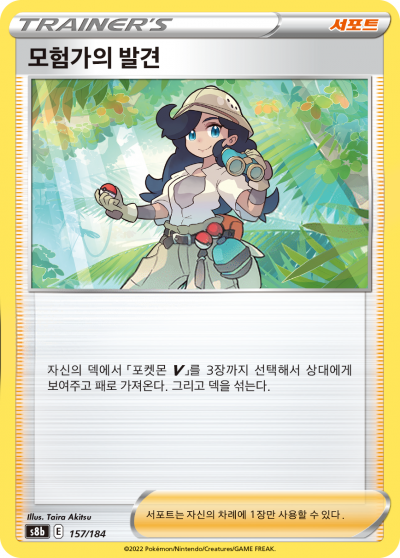 TRAINER'S
서포트
모험가의 발견
자신의 덱에서 「포켓몬 V」를 3장까지 선택해서 상대에게
보여주고 패로 가져온다. 그리고 덱을 섞는다.
Illus. Taira Akitsu
s8b E 157/184
서포트는 자신의 차례에 1장만 사용할 수 있다.
©2022 Pokémon/Nintendo/Creatures/GAME FREAK.